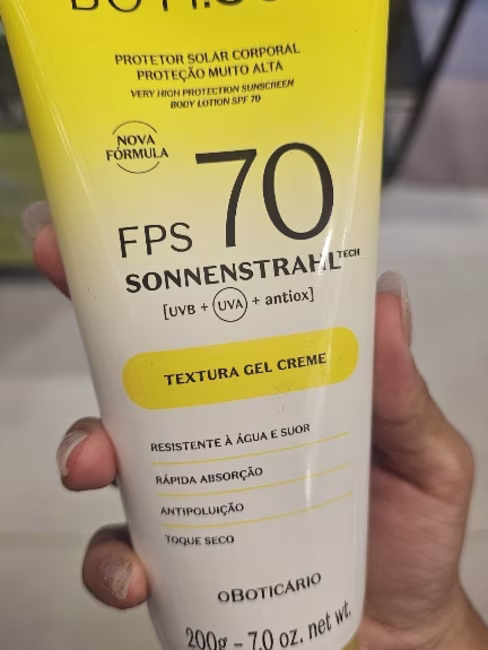 PROTETOR SOLAR CORPORAL
PROTEÇÃO MUITO ALTA
VERY HIGH PROTECTION SUNSCREEN
BODY LOTION SPF 70
NOVA
FÓRMULA
FPS 70
SONNENSTRAHL TECH
[UVB + UVA + antiox]
TEXTURA GEL CREME
RESISTENTE À ÁGUA E SUOR
RÁPIDA ABSORÇÃO
ANTIPOLUIÇÃO
TOQUE SECO
OBOTICÁRIO
200g - 7.0 oz. net wt.